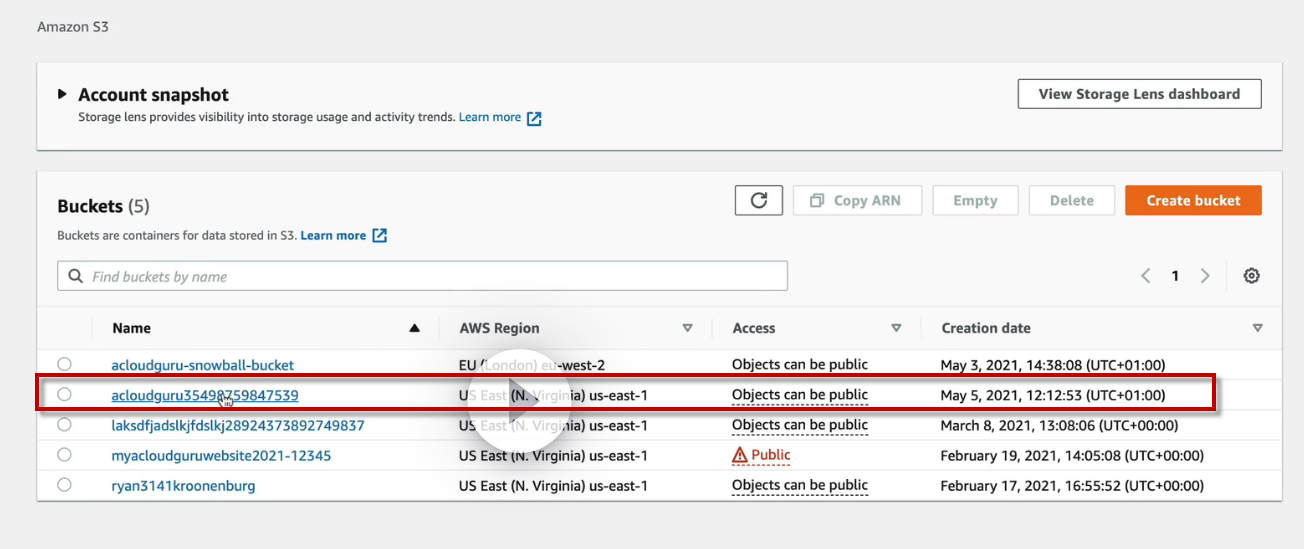 Amazon S3
Account snapshot
View Storage Lens dashboard
Storage lens provides visibility into storage usage and activity trends. Learn more
Buckets (5)
Copy ARN
Empty
Delete
Create bucket
Buckets are containers for data stored in S3. Learn more
Find buckets by name
1
Name AWS Region Access Creation date
acloudguru-snowball-bucket EU (London) eu-west-2 Objects can be public May 3, 2021, 14:38:08 (UTC+01:00)
acloudguru35498759847539 US East (N. Virginia) us-east-1 Objects can be public May 5, 2021, 12:12:53 (UTC+01:00)
laksdfjadslkjfdslkj28924373892749837 US East (N. Virginia) us-east-1 Objects can be public March 8, 2021, 13:08:06 (UTC+00:00)
myacloudguruwebsite2021-12345 US East (N. Virginia) us-east-1 Public February 19, 2021, 14:05:08 (UTC+00:00)
ryan3141kroonenburg US East (N. Virginia) us-east-1 Objects can be public February 17, 2021, 16:55:52 (UTC+00:00)